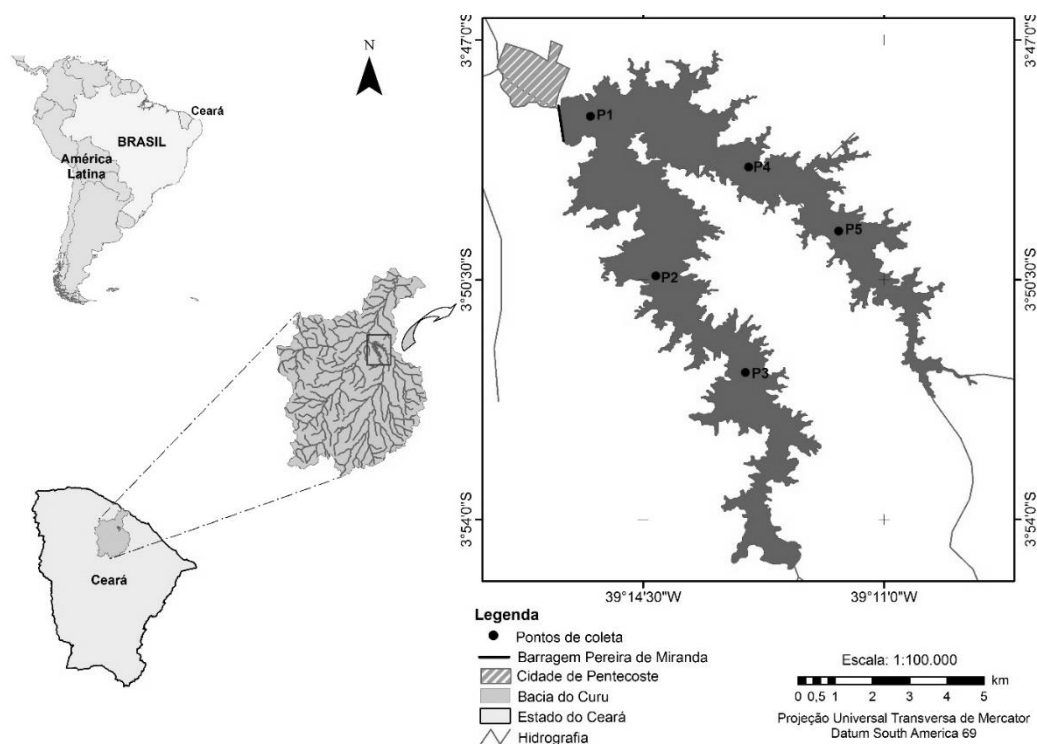 N
Ceará
BRASIL
América
Latina
Ceará
3°47'0"S
3°47'0"S
P1
P4
P5
P2
3°50'30"S
3°50'30"S
P3
3°54'0"S
3°54'0"S
39°14'30"W
39°11'0"W
Legenda
Pontos de coleta
Barragem Pereira de Miranda
Cidade de Pentecoste
Bacia do Curu
Estado do Ceará
Hidrografia
Escala: 1:100.000
km
0 0,5 1 2 3 4 5
Projeção Universal Transversa de Mercator
Datum South America 69